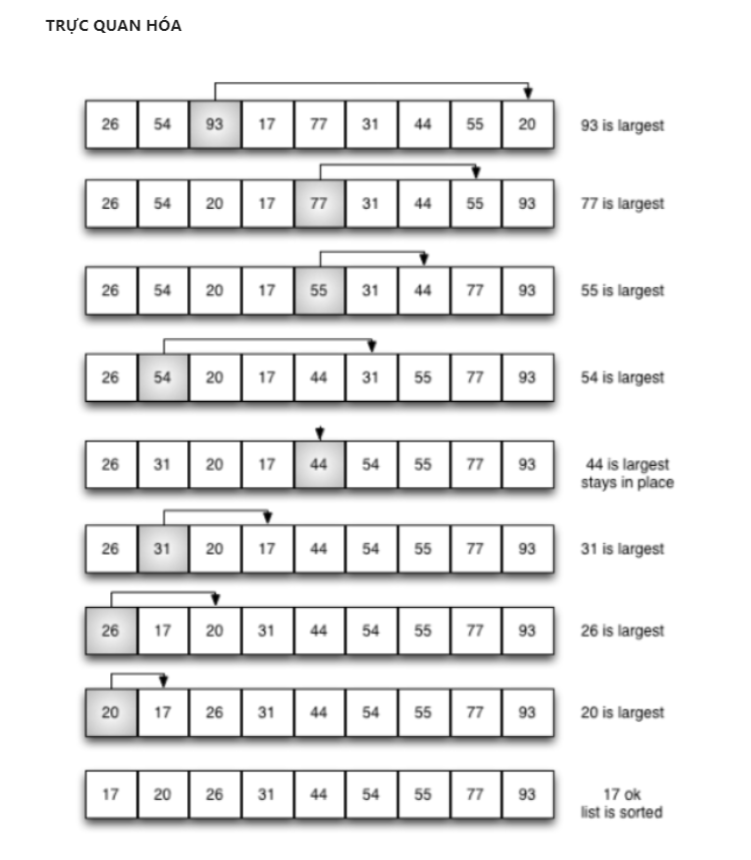 TRỰC QUAN HÓA
26 54 93 17 77 31 44 55 20 93 is largest
26 54 20 17 77 31 44 55 93 77 is largest
26 54 20 17 55 31 44 77 93 55 is largest
26 54 20 17 44 31 55 77 93 54 is largest
26 31 20 17 44 54 55 77 93 44 is largest
stays in place
26 31 20 17 44 54 55 77 93 31 is largest
26 17 20 31 44 54 55 77 93 26 is largest
20 17 26 31 44 54 55 77 93 20 is largest
17 20 26 31 44 54 55 77 93 17 ok
list is sorted